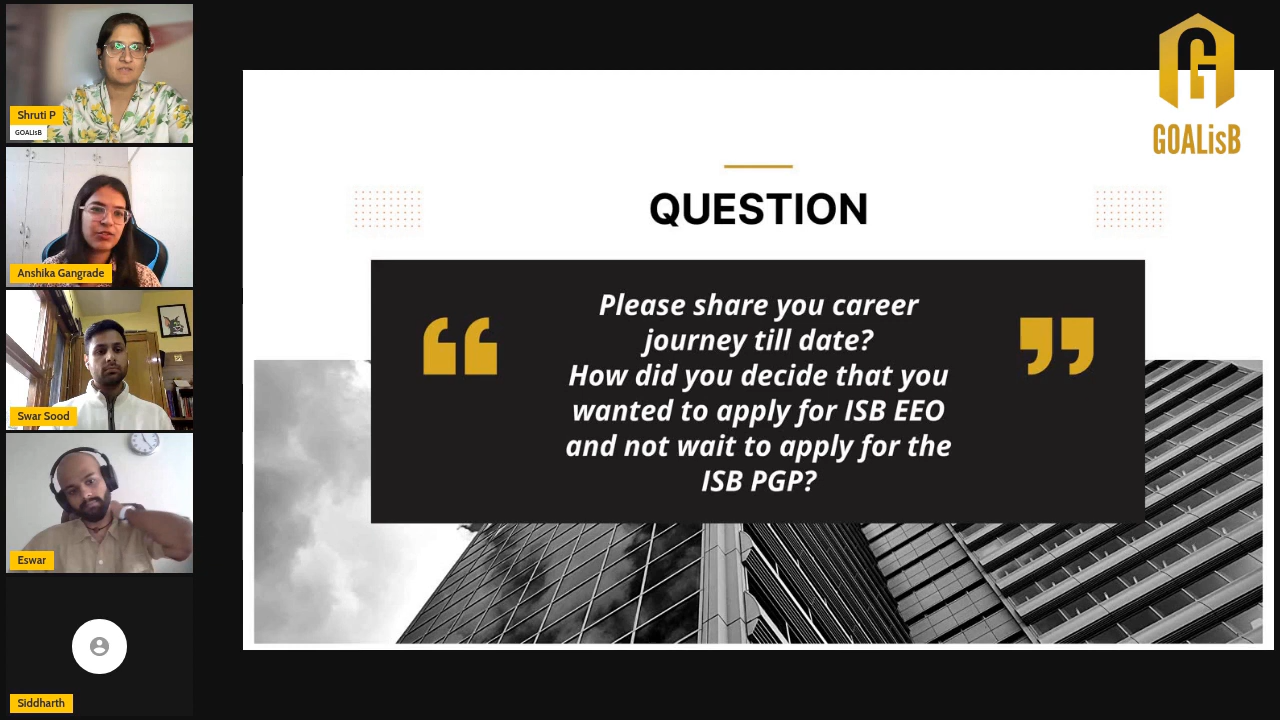 Shruti P
GOALisB
Anshika Gangrade
Swar Sood
Eswar
Siddharth
GOALisB
QUESTION
“ Please share you career
journey till date?
How did you decide that you
wanted to apply for ISB EEO
and not wait to apply for the
ISB PGP? ”